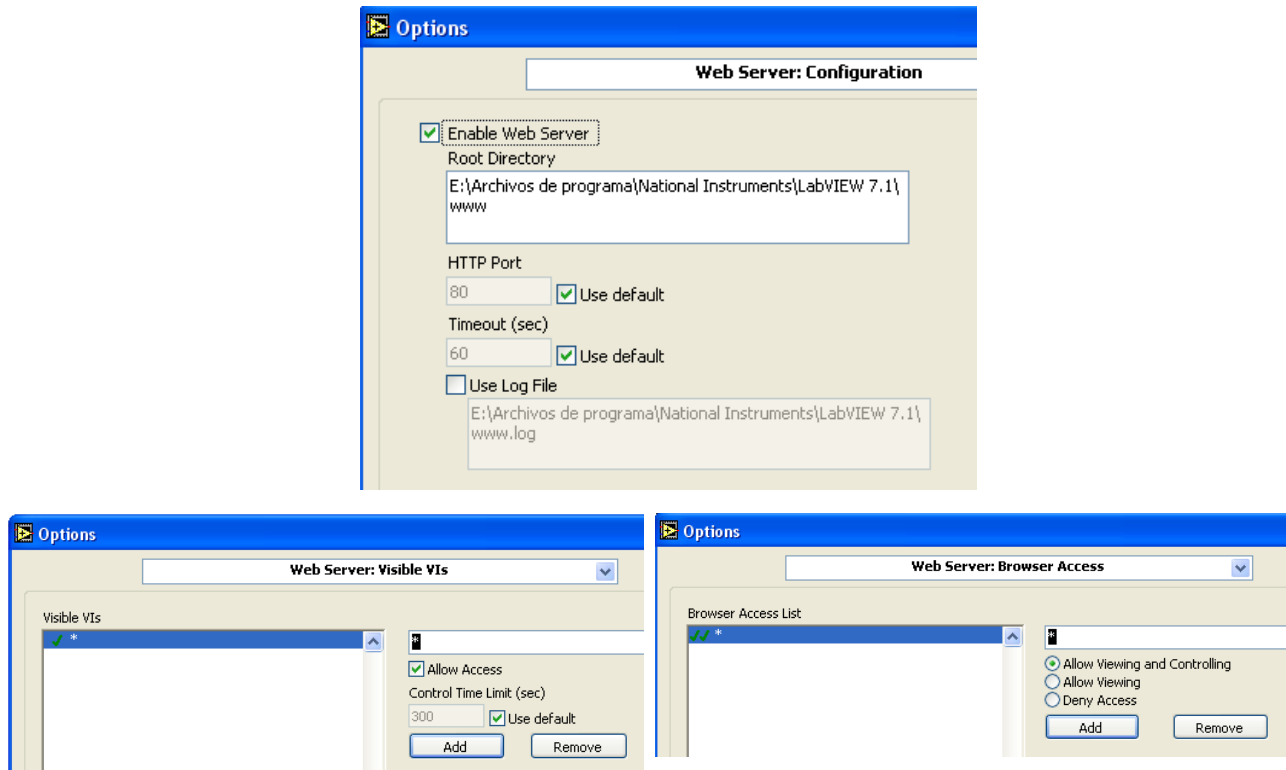 Options
Web Server: Configuration
Enable Web Server
Root Directory
E:\Archivos de programa\National Instruments\LabVIEW 7.1\
www
HTTP Port
80 Use default
Timeout (sec)
60 Use default
Use Log File
E:\Archivos de programa\National Instruments\LabVIEW 7.1\
www.log
Options
Web Server: Visible VIs
Visible VIs
*
*
Allow Access
Control Time Limit (sec)
300 Use default
Add Remove
Options
Web Server: Browser Access
Browser Access List
*
*
Allow Viewing and Controlling
Allow Viewing
Deny Access
Add Remove